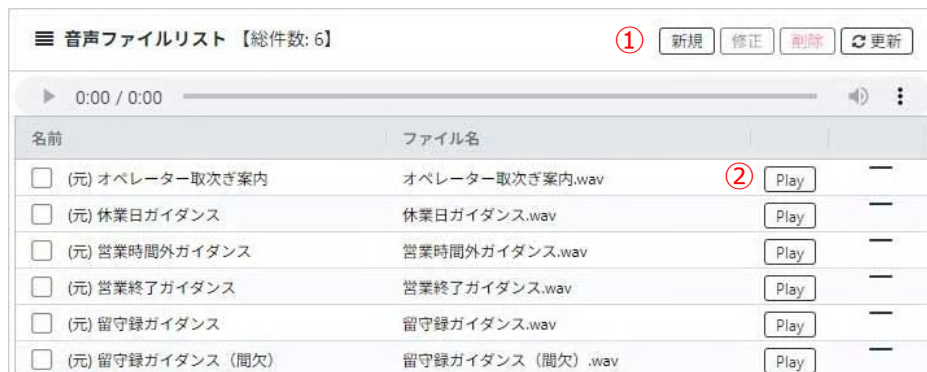 音声ファイルリスト 【総件数: 6】 ① 新規 修正 削除 更新
0:00 / 0:00
名前 ファイル名
(元) オペレーター取次ぎ案内 オペレーター取次ぎ案内.wav ② Play
(元) 休業日ガイダンス 休業日ガイダンス.wav Play
(元) 営業時間外ガイダンス 営業時間外ガイダンス.wav Play
(元) 営業終了ガイダンス 営業終了ガイダンス.wav Play
(元) 留守録ガイダンス 留守録ガイダンス.wav Play
(元) 留守録ガイダンス（間欠） 留守録ガイダンス（間欠）.wav Play